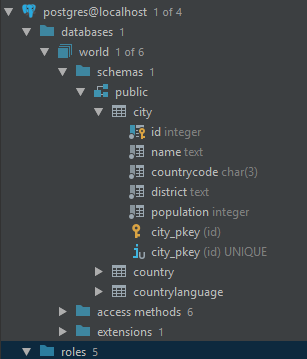 postgres@localhost 1 of 4
databases 1
world 1 of 6
schemas 1
public
city
id integer
name text
countrycode char(3)
district text
population integer
city_pkey (id)
city_pkey (id) UNIQUE
country
countrylanguage
access methods 6
extensions 1
roles 5